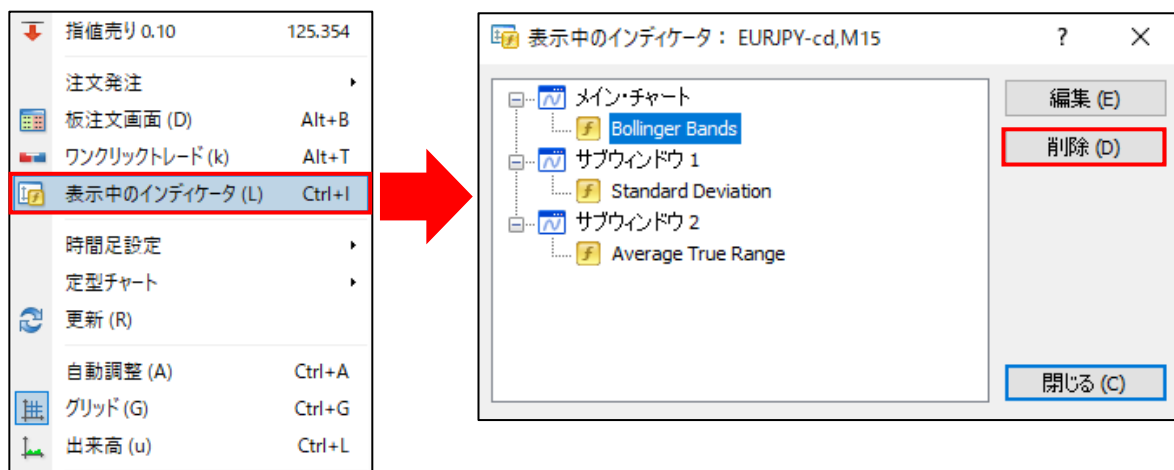 指値売り 0.10 125.354
注文発注
板注文画面 (D) Alt+B
ワンクリックトレード (k) Alt+T
表示中のインディケータ (L) Ctrl+I
時間足設定
定型チャート
更新 (R)
自動調整 (A) Ctrl+A
グリッド (G) Ctrl+G
出来高 (u) Ctrl+L
表示中のインディケータ： EURJPY-cd,M15 ?
メイン・チャート
Bollinger Bands
サブウィンドウ 1
Standard Deviation
サブウィンドウ 2
Average True Range
編集 (E)
削除 (D)
閉じる (C)